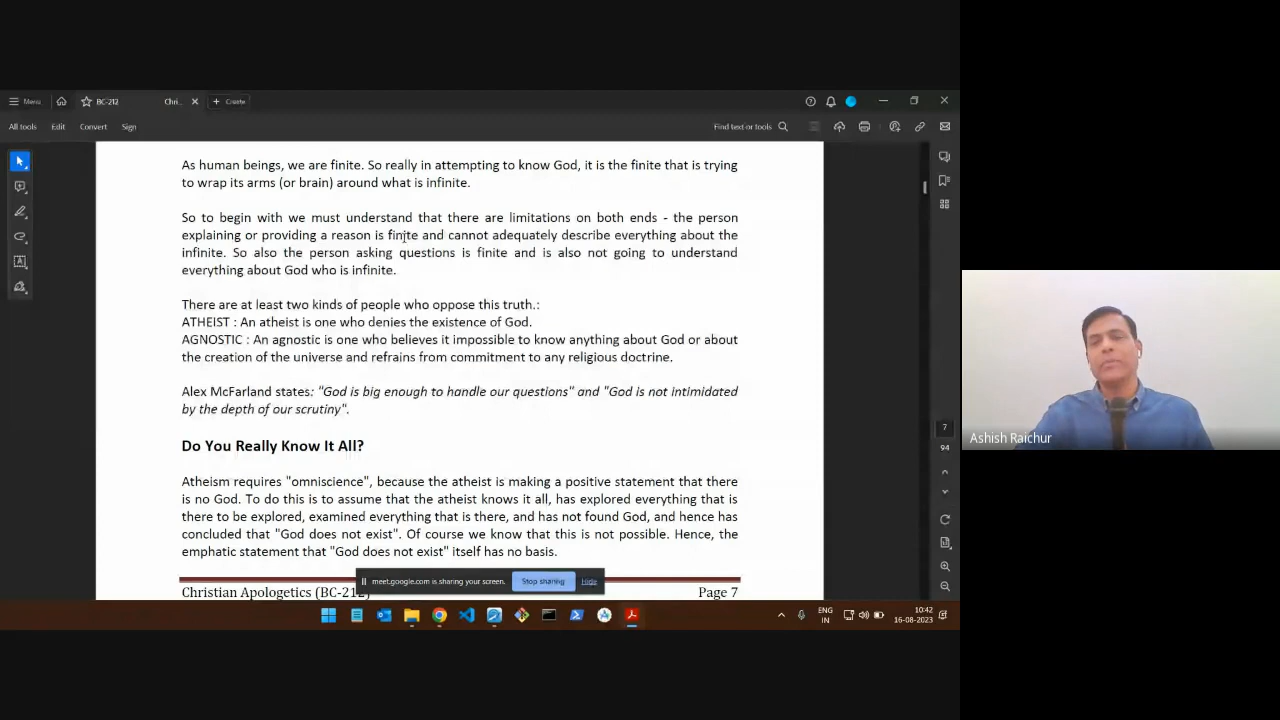 Menu
BC-212
Chri...
Create
All tools
Edit
Convert
Sign
Find text or tools
As human beings, we are finite. So really in attempting to know God, it is the finite that is trying
to wrap its arms (or brain) around what is infinite.
So to begin with we must understand that there are limitations on both ends - the person
explaining or providing a reason is finite and cannot adequately describe everything about the
infinite. So also the person asking questions is finite and is also not going to understand
everything about God who is infinite.
There are at least two kinds of people who oppose this truth.:
ATHEIST : An atheist is one who denies the existence of God.
AGNOSTIC : An agnostic is one who believes it impossible to know anything about God or about
the creation of the universe and refrains from commitment to any religious doctrine.
Alex McFarland states: "God is big enough to handle our questions" and "God is not intimidated
by the depth of our scrutiny".
Do You Really Know It All?
Atheism requires "omniscience", because the atheist is making a positive statement that there
is no God. To do this is to assume that the atheist knows it all, has explored everything that is
there to be explored, examined everything that is there, and has not found God, and hence has
concluded that "God does not exist". Of course we know that this is not possible. Hence, the
emphatic statement that "God does not exist" itself has no basis.
meet.google.com is sharing your screen.
Stop sharing
Hide
Christian Apologetics (BC-212)
Page 7
7
94
ENG
IN
10:42
16-08-2023
Ashish Raichur